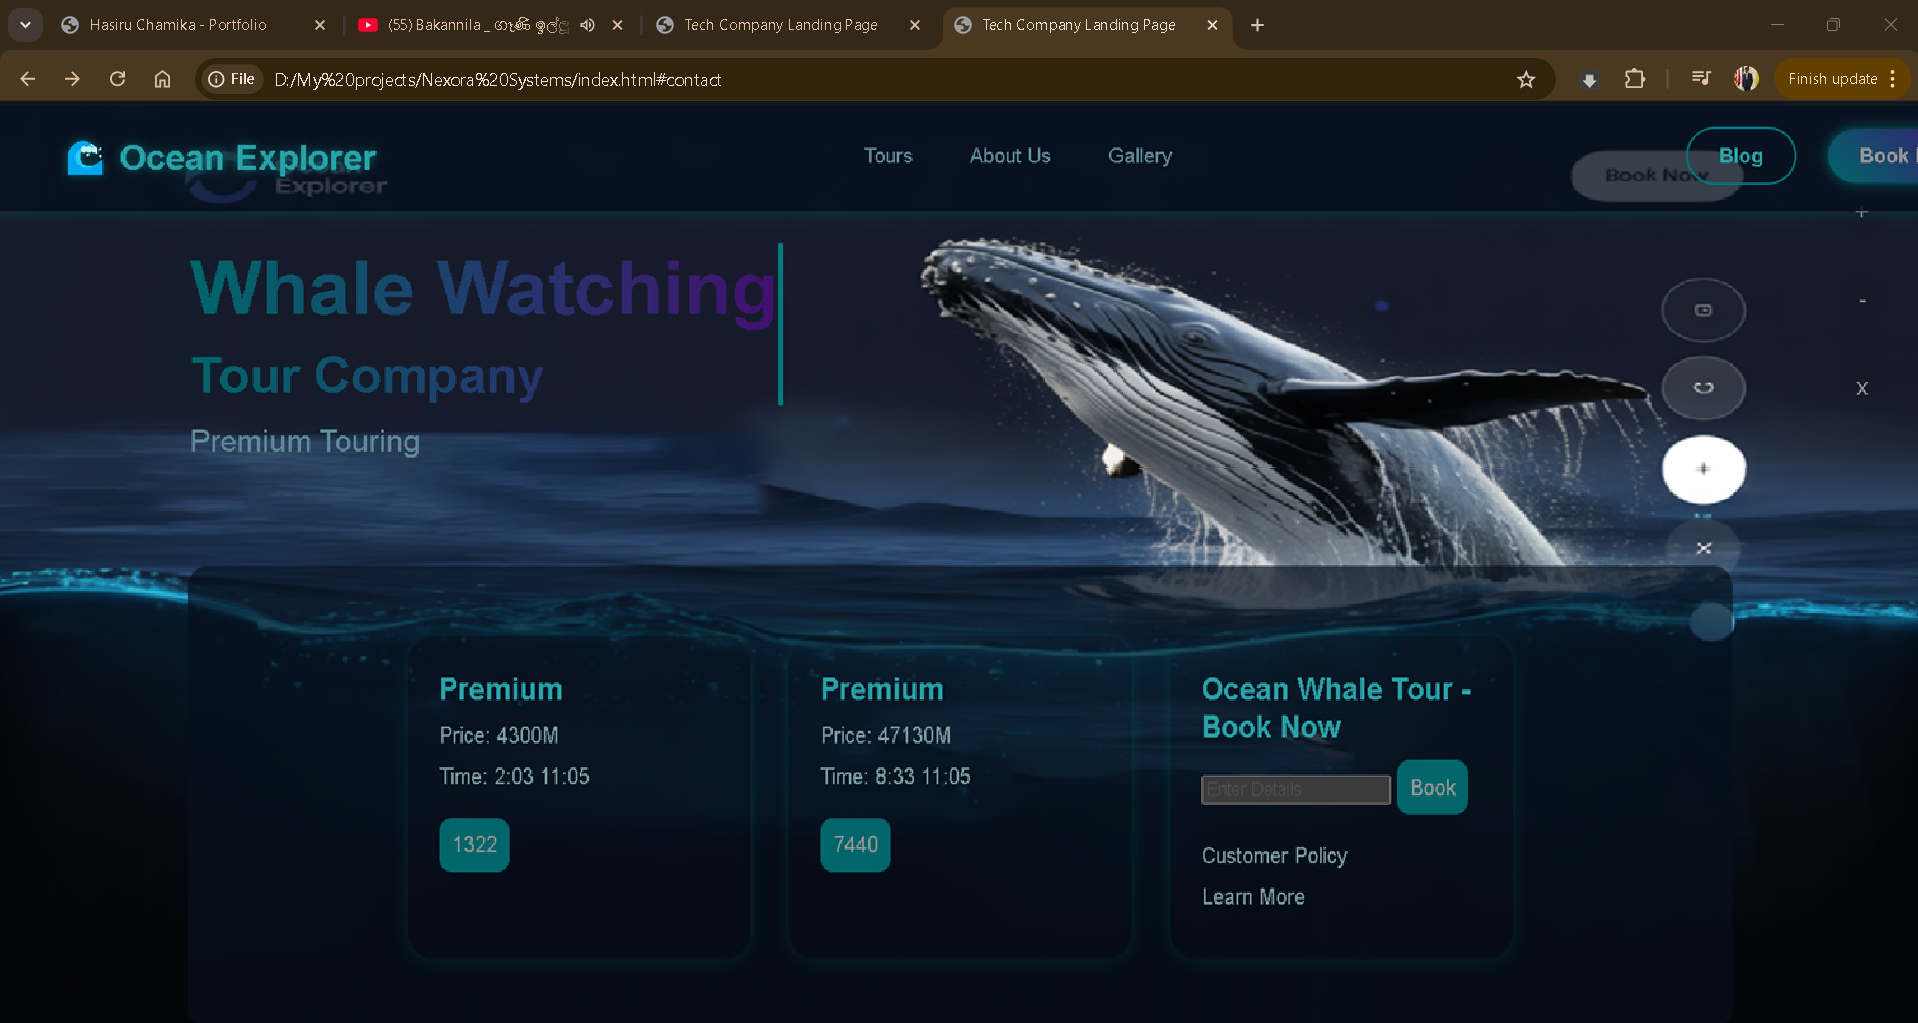 Hasiru Chamika - Portfolio
(55) Bakannila _ ගැණි
Tech Company Landing Page
Tech Company Landing Page
File
D:/My%20projects/Nexora%20Systems/index.html#contact
Finish update
Ocean Explorer
Tours
About Us
Gallery
Blog
Book
Explorer
Book Now
+
Whale Watching
-
Tour Company
X
Premium Touring
+
Premium
Price: 4300M
Time: 2:03 11:05
1322
Premium
Price: 47130M
Time: 8:33 11:05
7440
Ocean Whale Tour -
Book Now
Enter Details
Book
Customer Policy
Learn More